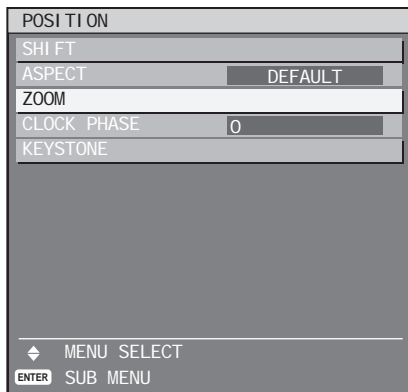 POSITION
SHIFT
ASPECT DEFAULT
ZOOM
CLOCK PHASE 0
KEYSTONE
MENU SELECT
ENTER SUB MENU